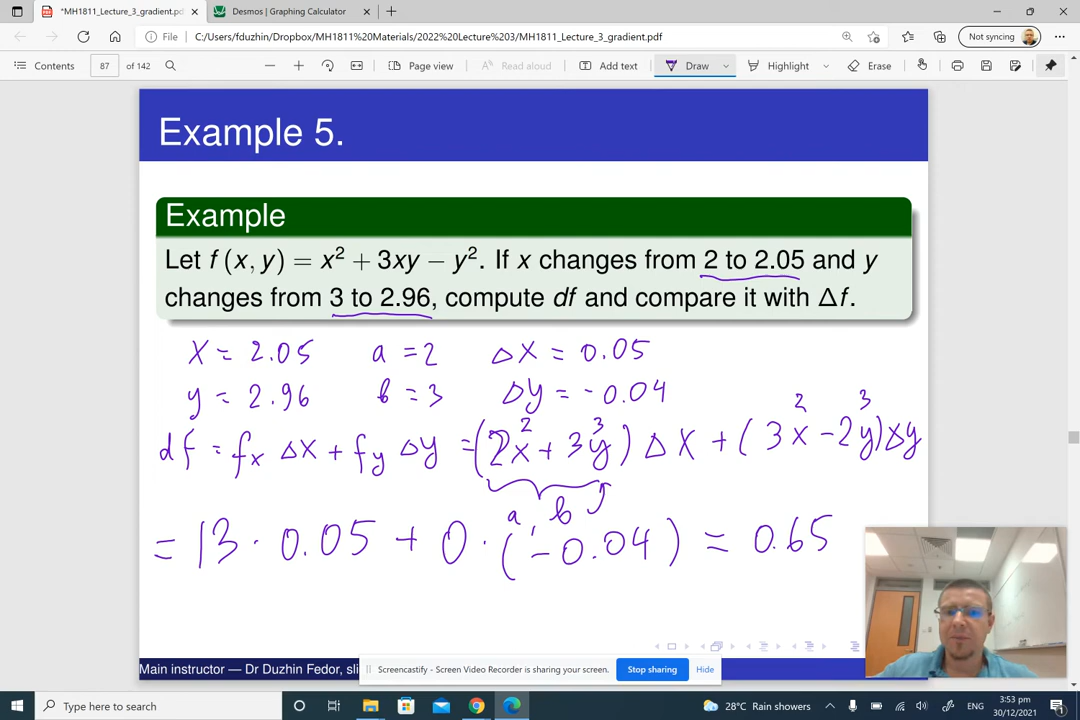 *MH1811_Lecture_3_gradient.pd
Desmos | Graphing Calculator
File
C:/Users/fduzhin/Dropbox/MH1811%20Materials/2022%20Lecture%203/MH1811_Lecture_3_gradient.pdf
Not syncing
Contents
87
of 142
Page view
Read aloud
Add text
Draw
Highlight
Erase
Example 5.
Example
Let f (x, y) = x² + 3xy − y². If x changes from 2 to 2.05 and y
changes from 3 to 2.96, compute df and compare it with Δf.
x = 2.05 a = 2 Δx = 0.05
y = 2.96 b = 3 Δy = -0.04
2 3 2 3
df = fx Δx + fy Δy = (2x + 3y) Δx + (3x - 2y)Δy
a, b
= 13 · 0.05 + 0 · (-0.04) = 0.65
Main instructor — Dr Duzhin Fedor, sli
Screencastify - Screen Video Recorder is sharing your screen.
Stop sharing
Hide
Type here to search
28°C Rain showers
ENG
3:53 pm
30/12/2021